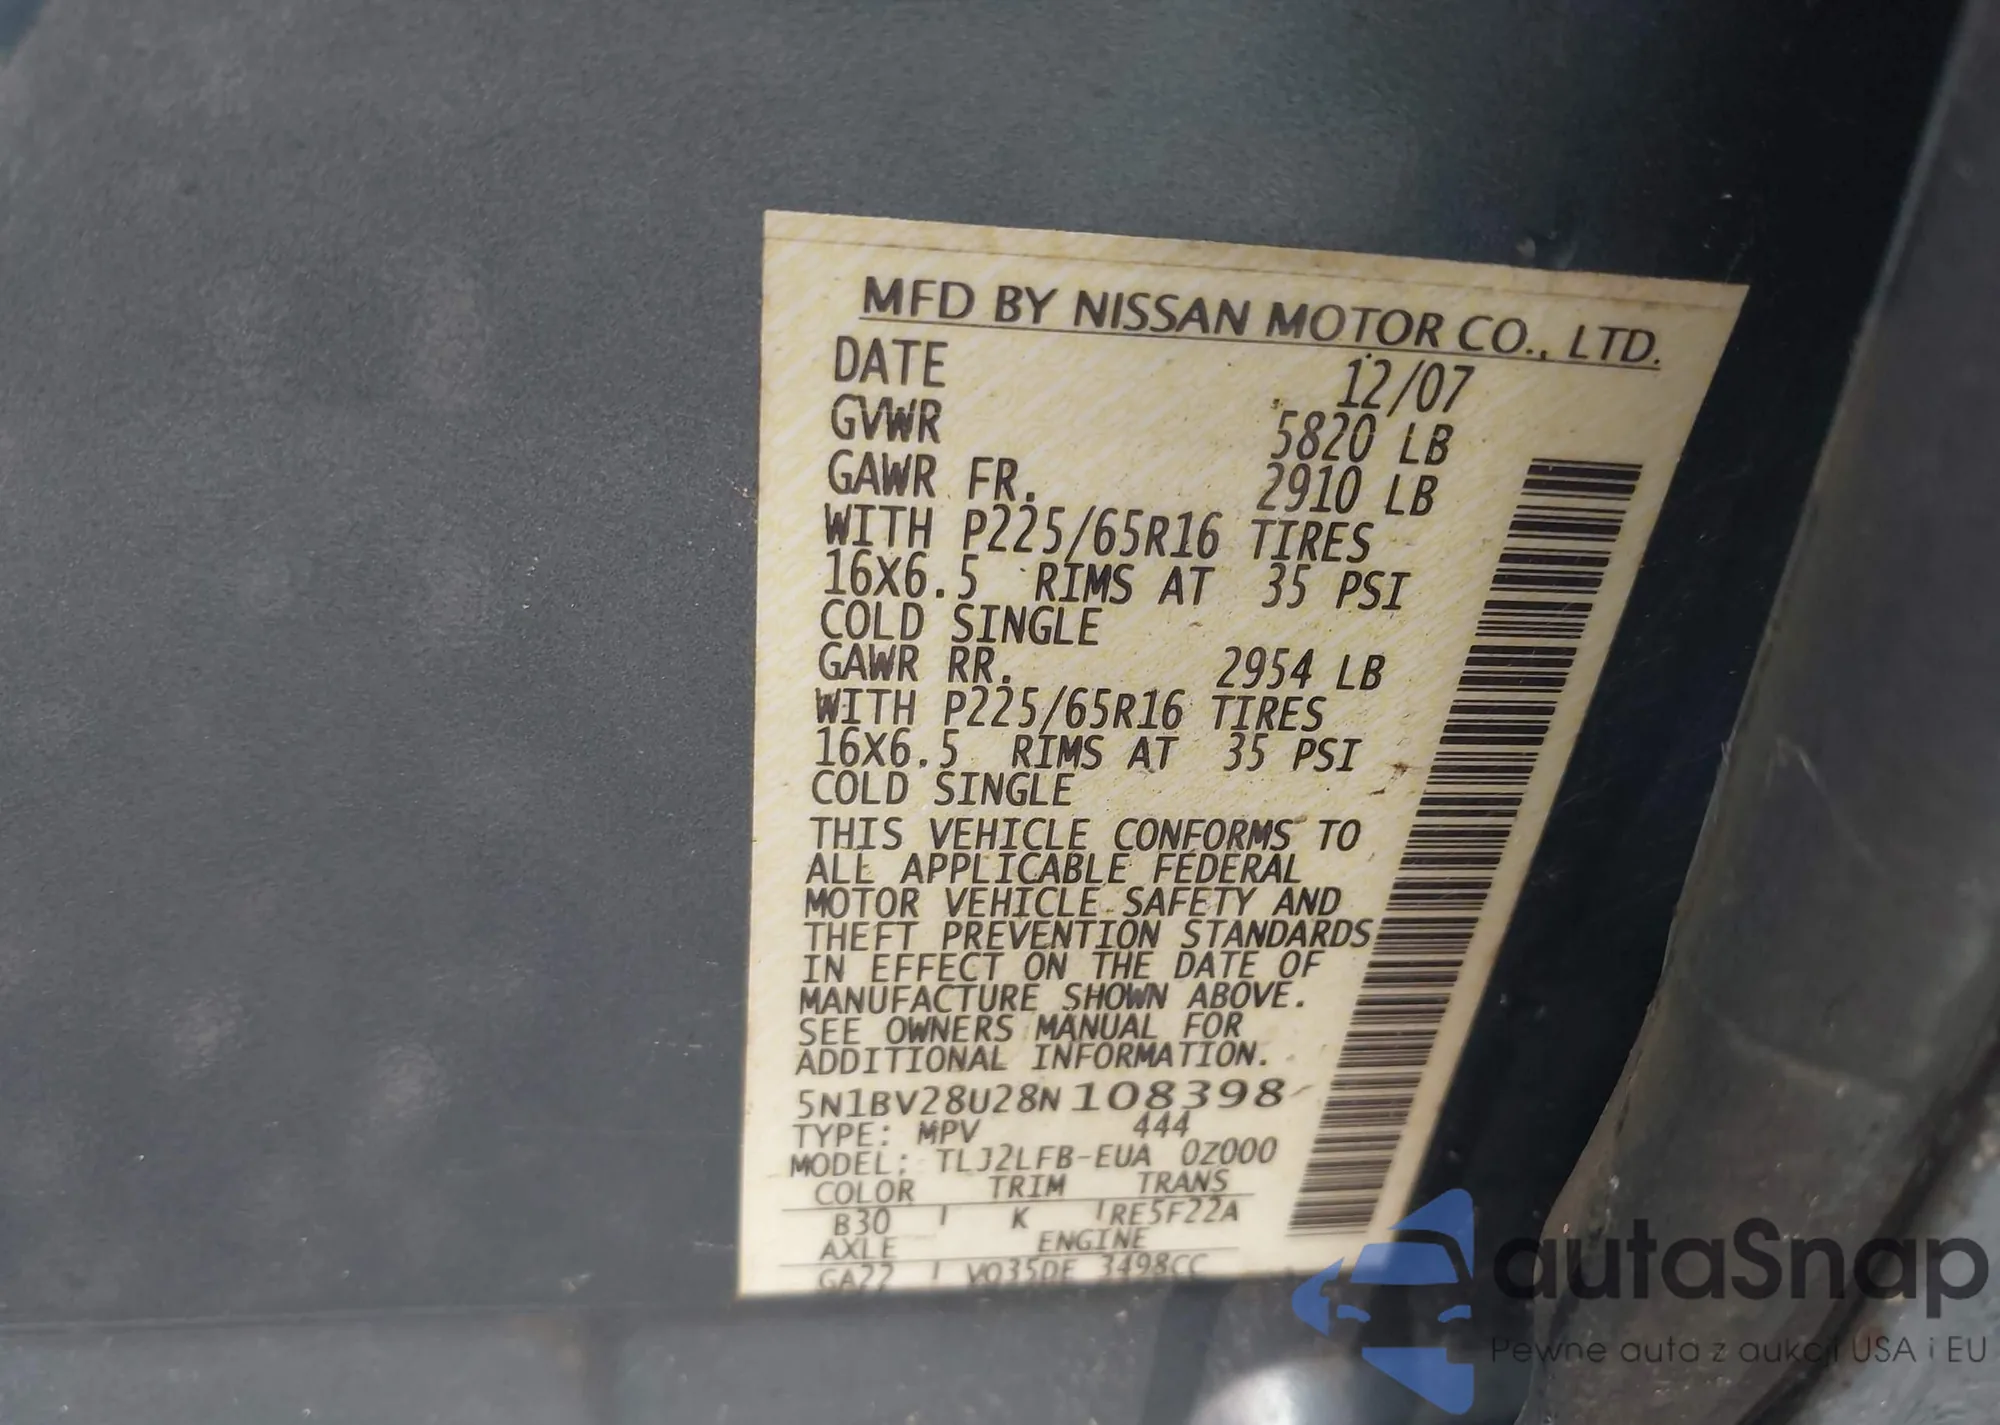 MFD BY NISSAN MOTOR CO., LTD.
DATE 12/07
GVWR 5820 LB
GAWR FR. 2910 LB
WITH P225/65R16 TIRES
16X6.5 RIMS AT 35 PSI
COLD SINGLE
GAWR RR. 2954 LB
WITH P225/65R16 TIRES
16X6.5 RIMS AT 35 PSI
COLD SINGLE
THIS VEHICLE CONFORMS TO
ALL APPLICABLE FEDERAL
MOTOR VEHICLE SAFETY AND
THEFT PREVENTION STANDARDS
IN EFFECT ON THE DATE OF
MANUFACTURE SHOWN ABOVE.
SEE OWNERS MANUAL FOR
ADDITIONAL INFORMATION.
5N1BV28U28N108398
TYPE: MPV 444
MODEL: TLJ2LFB-EUA 0Z000
COLOR TRIM TRANS
B30 K RE5F22A
AXLE ENGINE
GA22 VQ35DE 3498CC
autaSnap
Pewne auta z aukcji USA i EU